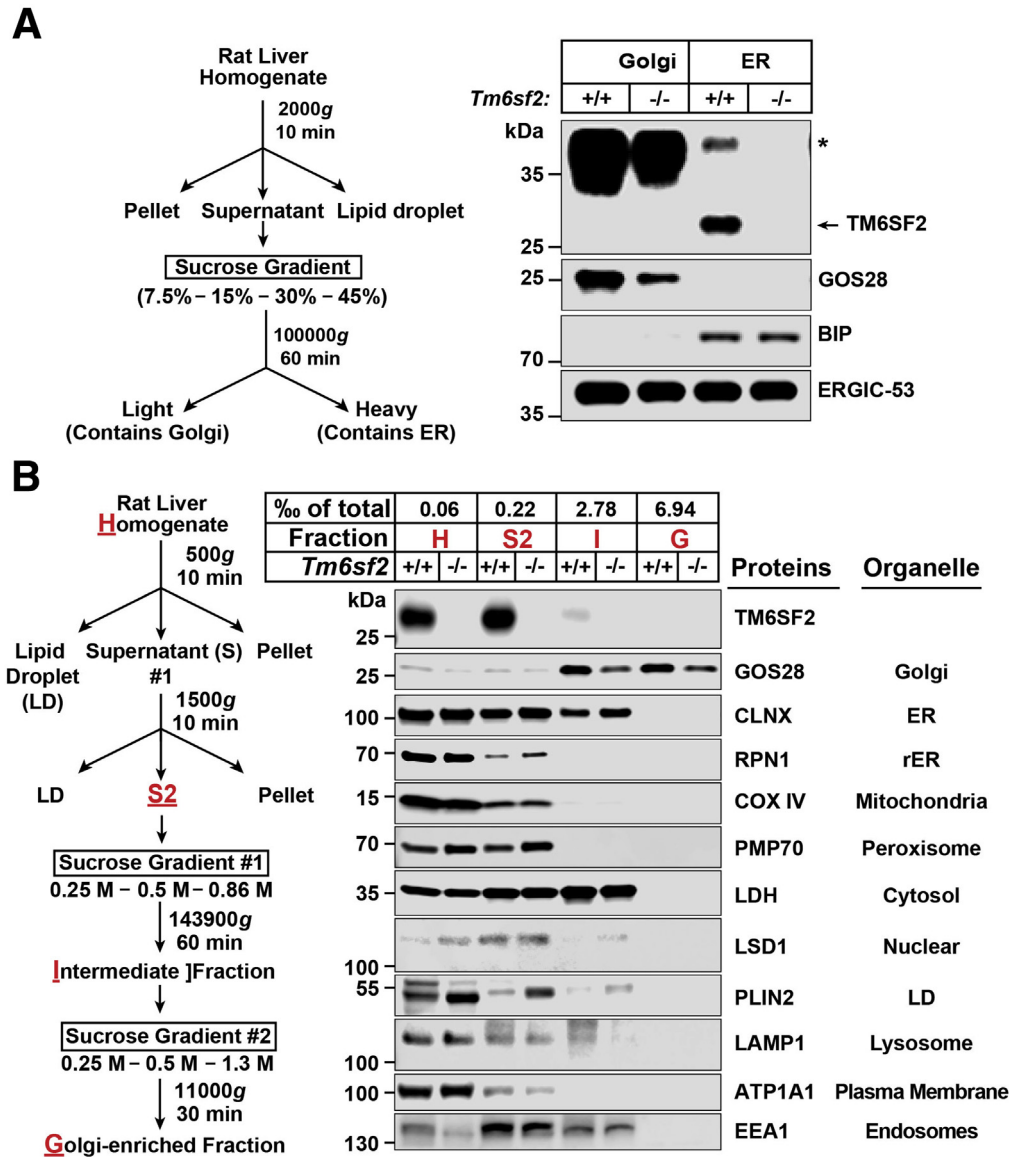 A
Rat Liver
Homogenate
2000g
10 min
Pellet Supernatant Lipid droplet
Sucrose Gradient
(7.5% – 15% – 30% – 45%)
100000g
60 min
Light
(Contains Golgi)
Heavy
(Contains ER)
Golgi ER
Tm6sf2: +/+ -/- +/+ -/-
kDa
*
35
TM6SF2
25
25 GOS28
BIP
70
ERGIC-53
35
B
Rat Liver
Homogenate
500g
10 min
Lipid
Droplet
(LD)
Supernatant (S)
#1
Pellet
1500g
10 min
LD S2 Pellet
Sucrose Gradient #1
0.25 M – 0.5 M – 0.86 M
143900g
60 min
Intermediate ]Fraction
Sucrose Gradient #2
0.25 M – 0.5 M – 1.3 M
11000g
30 min
Golgi-enriched Fraction
‰ of total 0.06 0.22 2.78 6.94
Fraction H S2 I G
Tm6sf2 +/+ -/- +/+ -/- +/+ -/- +/+ -/-
Proteins Organelle
kDa
TM6SF2
25
25 GOS28 Golgi
100 CLNX ER
70 RPN1 rER
15 COX IV Mitochondria
70 PMP70 Peroxisome
35 LDH Cytosol
LSD1 Nuclear
100
55 PLIN2 LD
LAMP1 Lysosome
100
100 ATP1A1 Plasma Membrane
EEA1 Endosomes
130